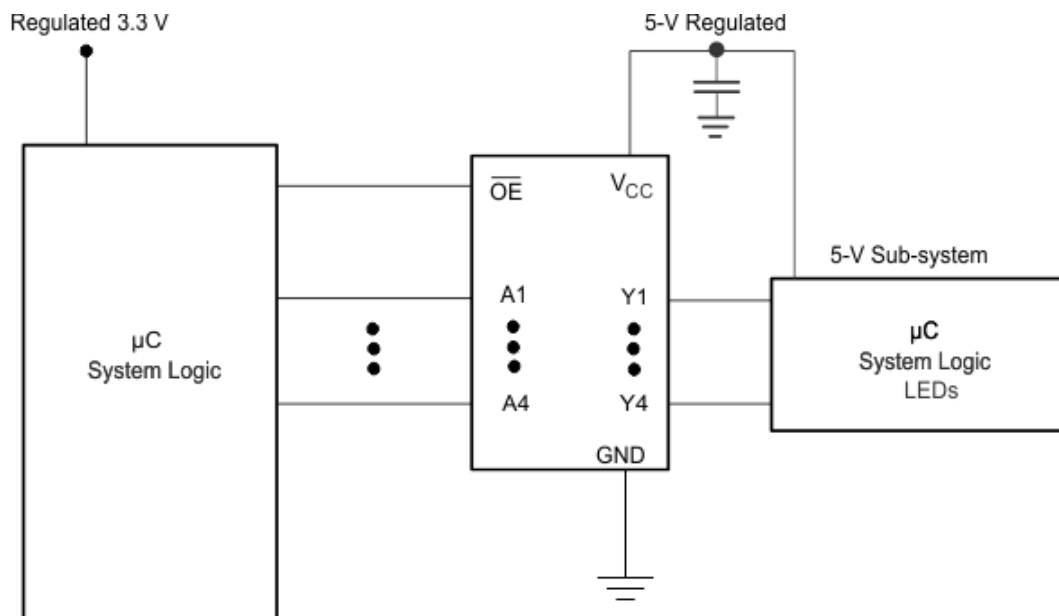 Regulated 3.3 V
5-V Regulated
OE
VCC
5-V Sub-system
A1
Y1
µC
System Logic
µC
System Logic
LEDs
A4
Y4
GND